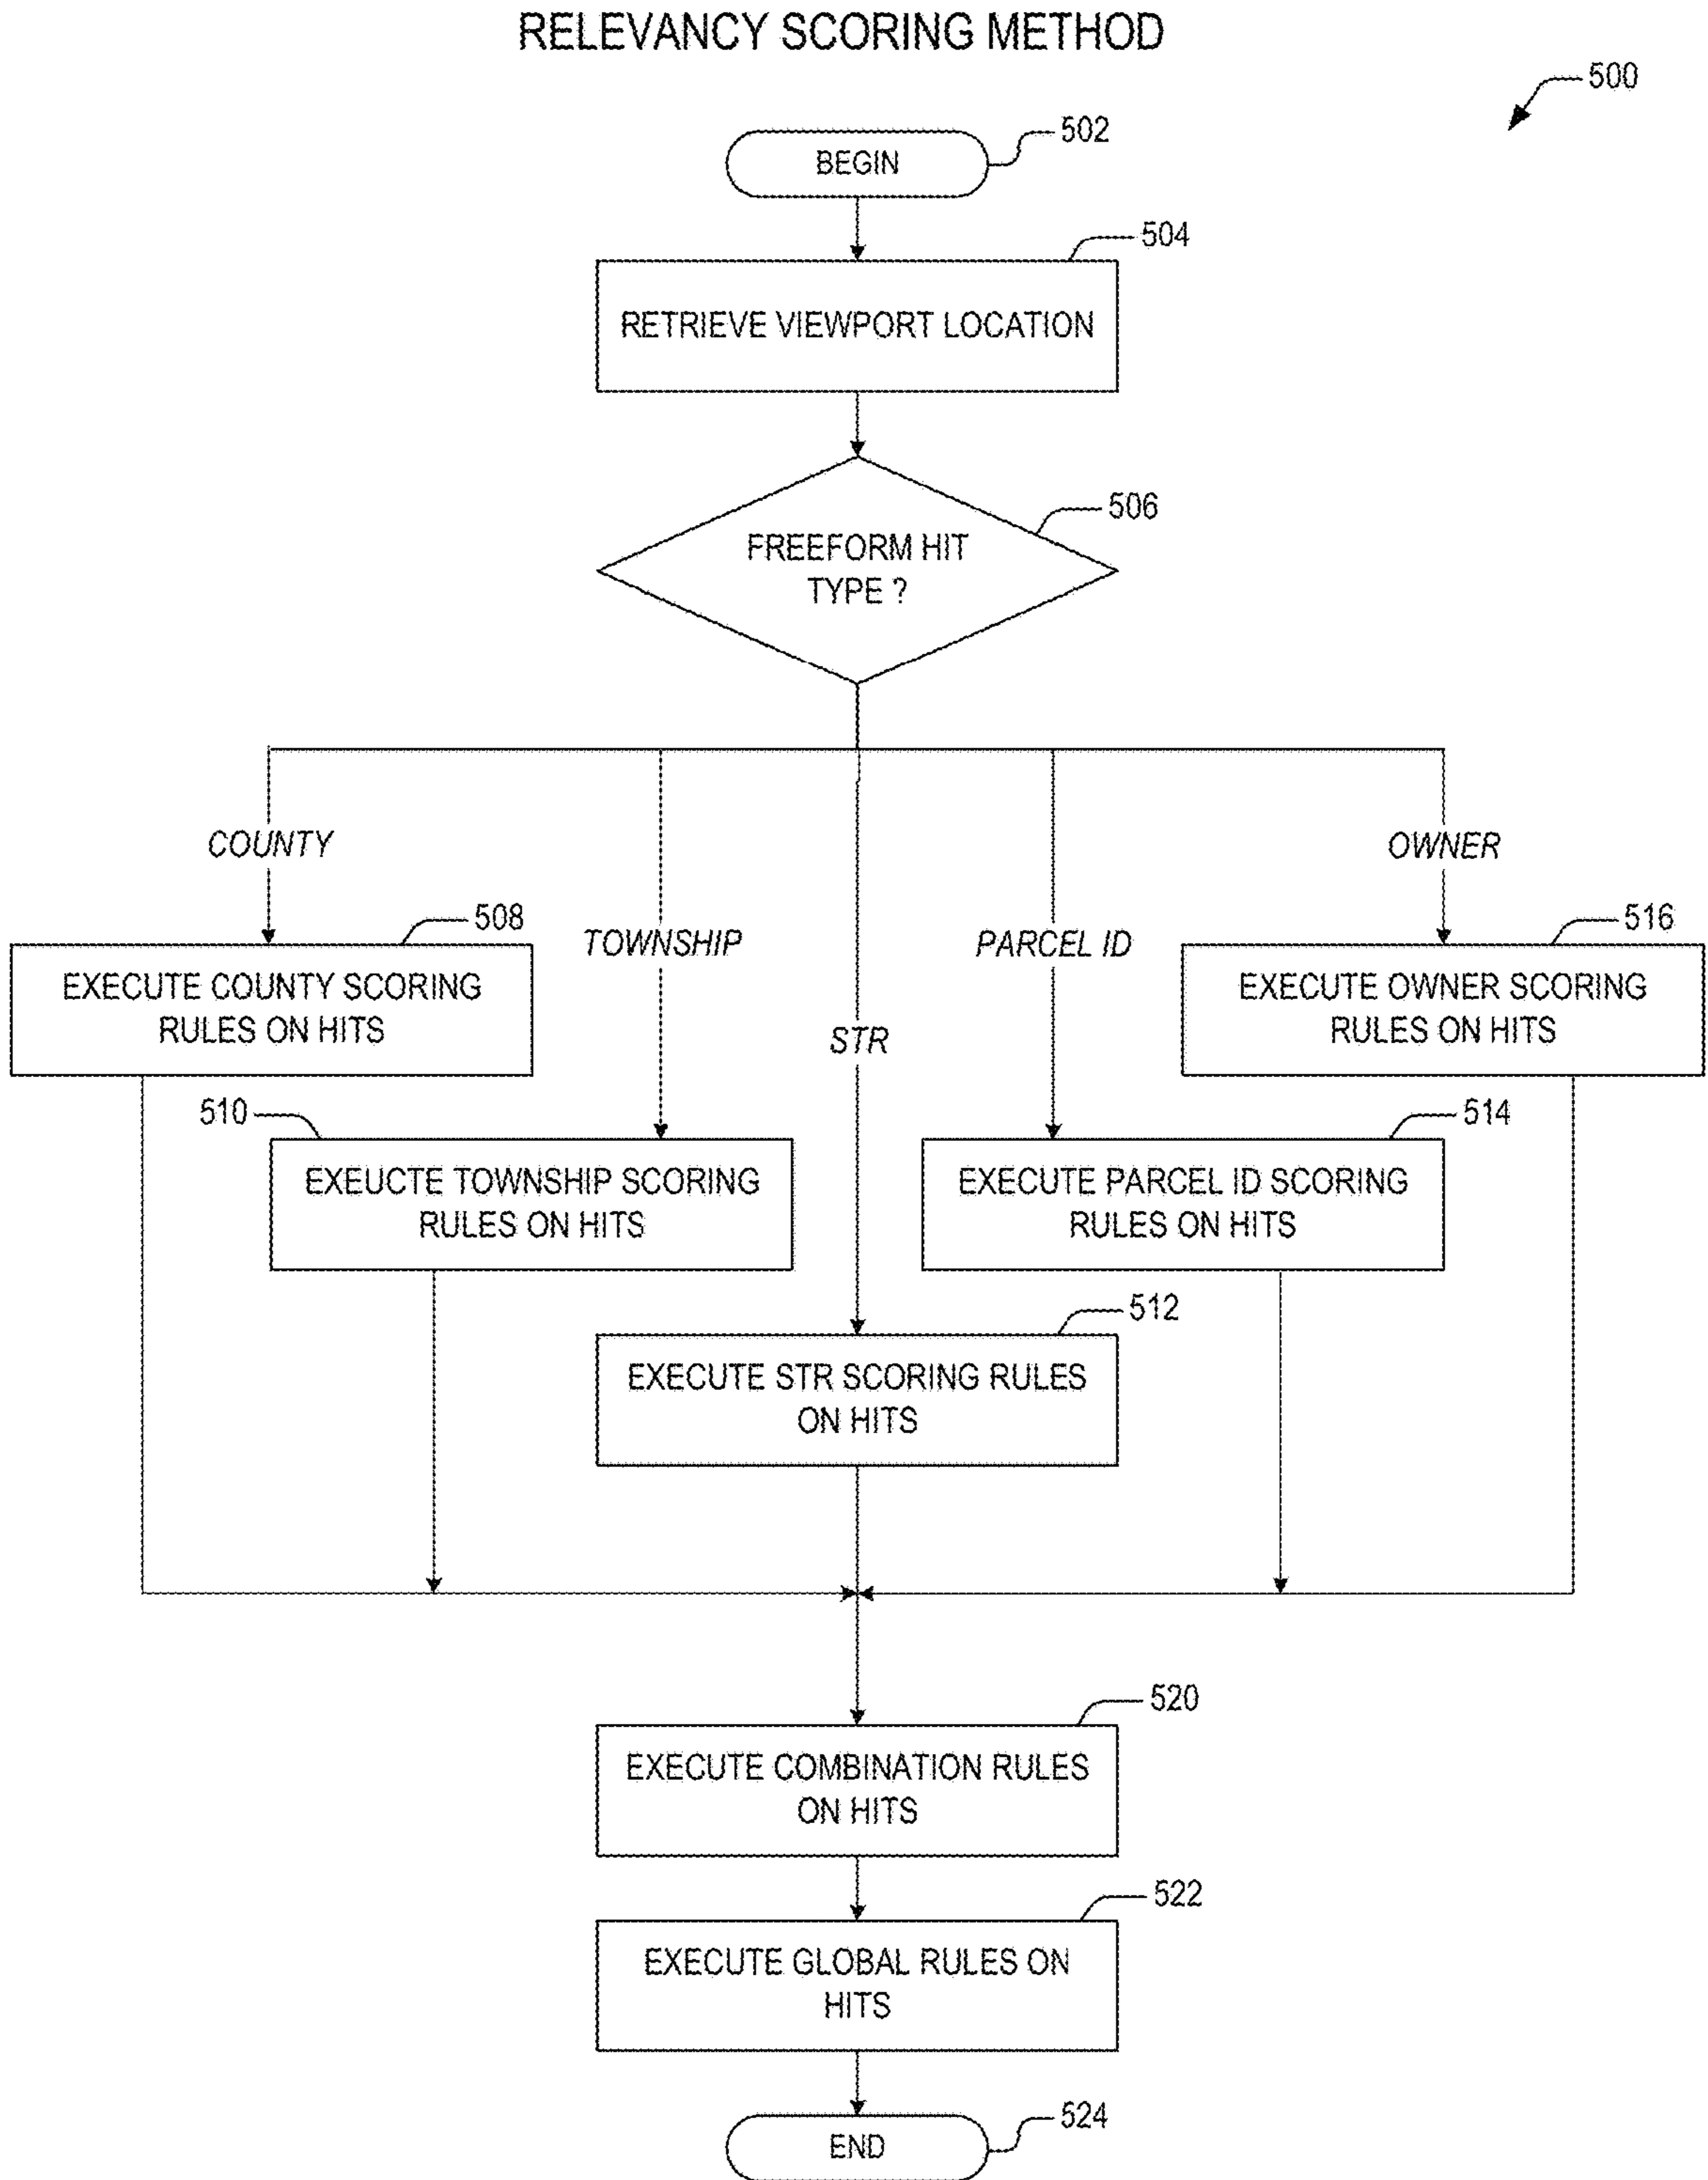 RELEVANCY SCORING METHOD
500
502
BEGIN
504
RETRIEVE VIEWPORT LOCATION
506
FREEFORM HIT
TYPE ?
COUNTY
OWNER
508
TOWNSHIP
PARCEL ID
516
EXECUTE COUNTY SCORING
RULES ON HITS
STR
EXECUTE OWNER SCORING
RULES ON HITS
510
514
EXEUCTE TOWNSHIP SCORING
RULES ON HITS
EXECUTE PARCEL ID SCORING
RULES ON HITS
512
EXECUTE STR SCORING RULES
ON HITS
520
EXECUTE COMBINATION RULES
ON HITS
522
EXECUTE GLOBAL RULES ON
HITS
524
END